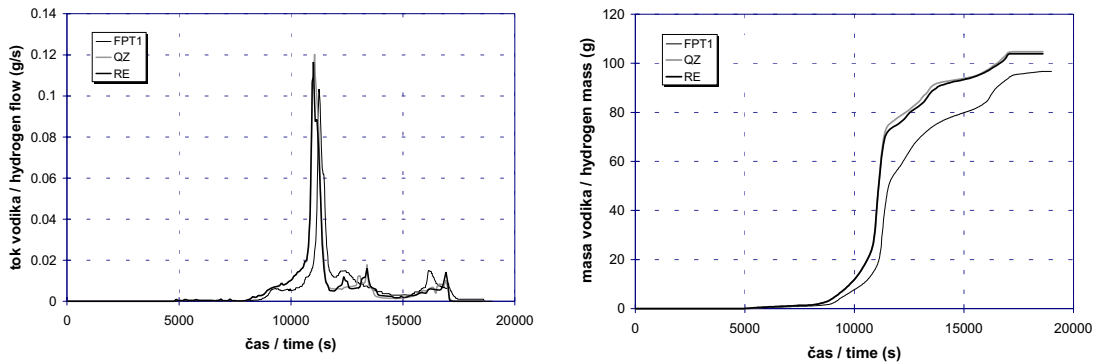 0.14
0.12
0.1
0.08
0.06
0.04
0.02
0
tok vodika / hydrogen flow (g/s)
FPT1
QZ
RE
0 5000 10000 15000 20000
čas / time (s)
120
100
80
60
40
20
0
masa vodika / hydrogen mass (g)
FPT1
QZ
RE
0 5000 10000 15000 20000
čas / time (s)